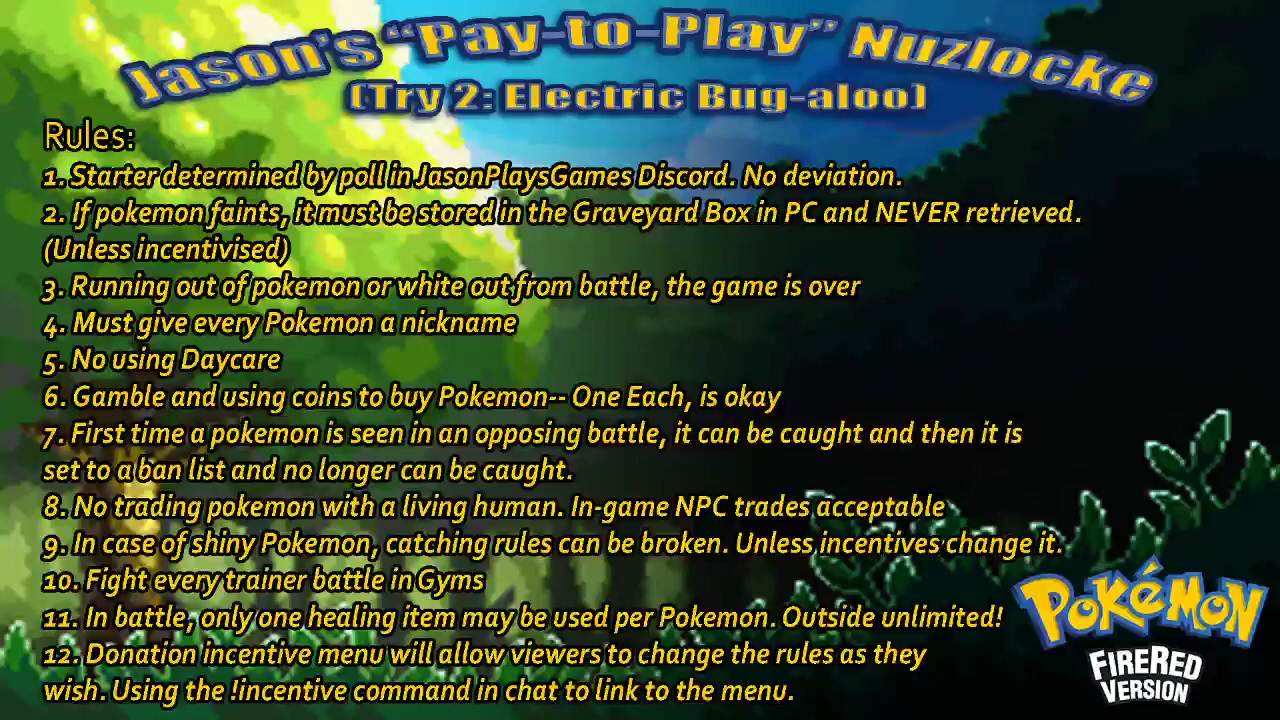 Jason's "Pay-to-Play" Nuzlocke
(Try 2: Electric Bug-aloo)
Rules:
1. Starter determined by poll in JasonPlaysGames Discord. No deviation.
2. If pokemon faints, it must be stored in the Graveyard Box in PC and NEVER retrieved.
(Unless incentivised)
3. Running out of pokemon or white out from battle, the game is over
4. Must give every Pokemon a nickname
5. No using Daycare
6. Gamble and using coins to buy Pokemon-- One Each, is okay
7. First time a pokemon is seen in an opposing battle, it can be caught and then it is
set to a ban list and no longer can be caught.
8. No trading pokemon with a living human. In-game NPC trades acceptable
9. In case of shiny Pokemon, catching rules can be broken. Unless incentives change it.
10. Fight every trainer battle in Gyms
11. In battle, only one healing item may be used per Pokemon. Outside unlimited!
12. Donation incentive menu will allow viewers to change the rules as they
wish. Using the !incentive command in chat to link to the menu.
POKéMON
FIRERED
VERSION